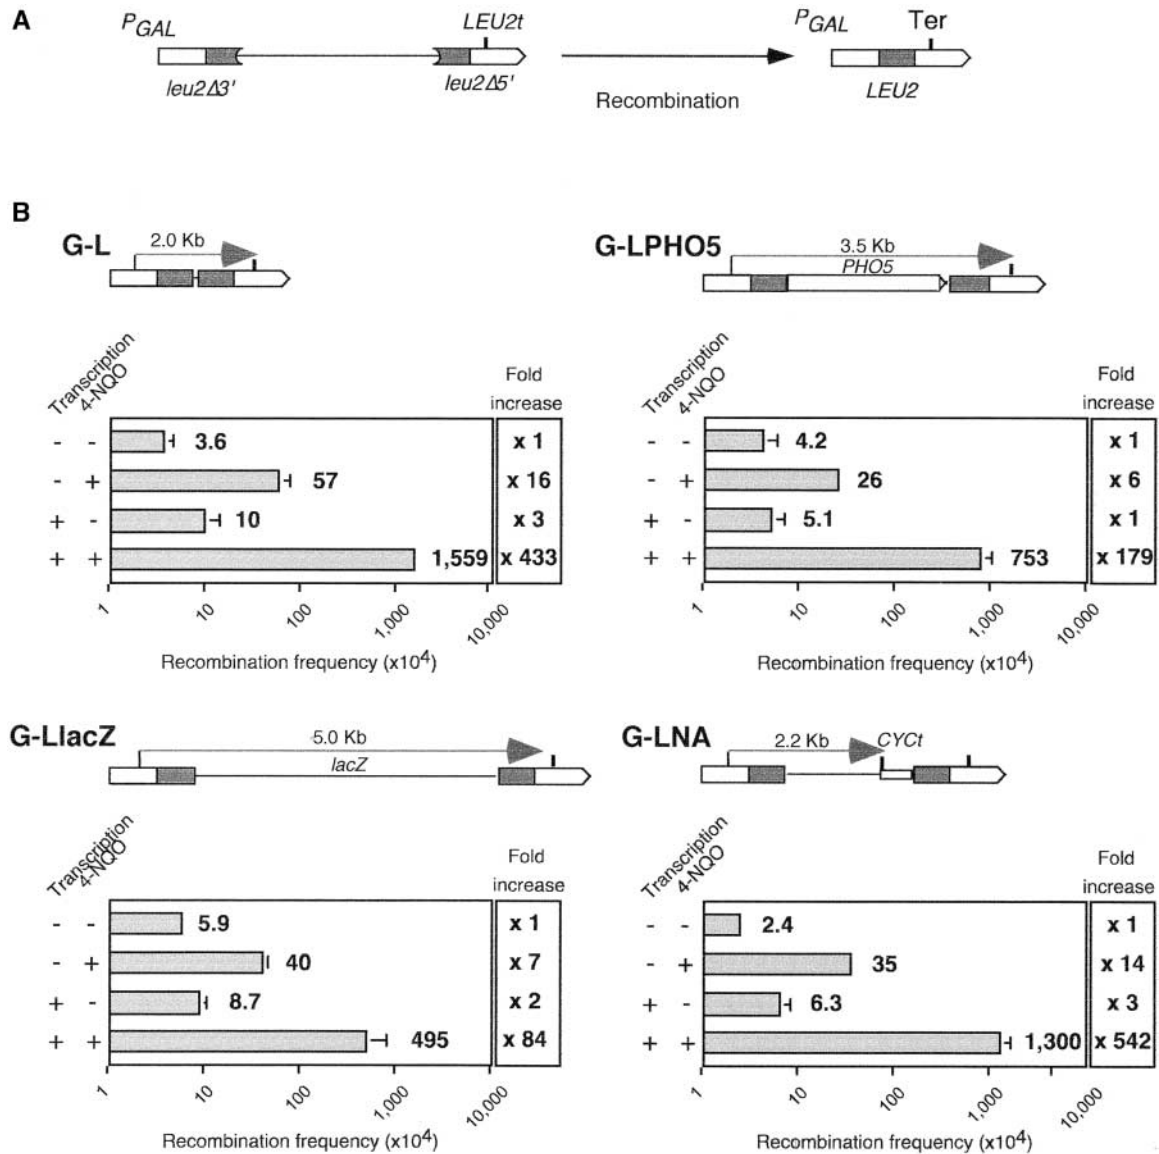 A
P_GAL LEU2t P_GAL Ter
leu2Δ3' leu2Δ5' LEU2
Recombination
B
G-L
2.0 Kb
Transcription
4-NQO
Fold
increase
- - 3.6 x 1
- + 57 x 16
+ - 10 x 3
+ + 1,559 x 433
1 10 100 1,000 10,000
Recombination frequency (x10⁴)
G-LPHO5
3.5 Kb
PHO5
Transcription
4-NQO
Fold
increase
- - 4.2 x 1
- + 26 x 6
+ - 5.1 x 1
+ + 753 x 179
1 10 100 1,000 10,000
Recombination frequency (x10⁴)
G-LlacZ
5.0 Kb
lacZ
Transcription
4-NQO
Fold
increase
- - 5.9 x 1
- + 40 x 7
+ - 8.7 x 2
+ + 495 x 84
1 10 100 1,000 10,000
Recombination frequency (x10⁴)
G-LNA
2.2 Kb CYCt
Transcription
4-NQO
Fold
increase
- - 2.4 x 1
- + 35 x 14
+ - 6.3 x 3
+ + 1,300 x 542
1 10 100 1,000 10,000
Recombination frequency (x10⁴)